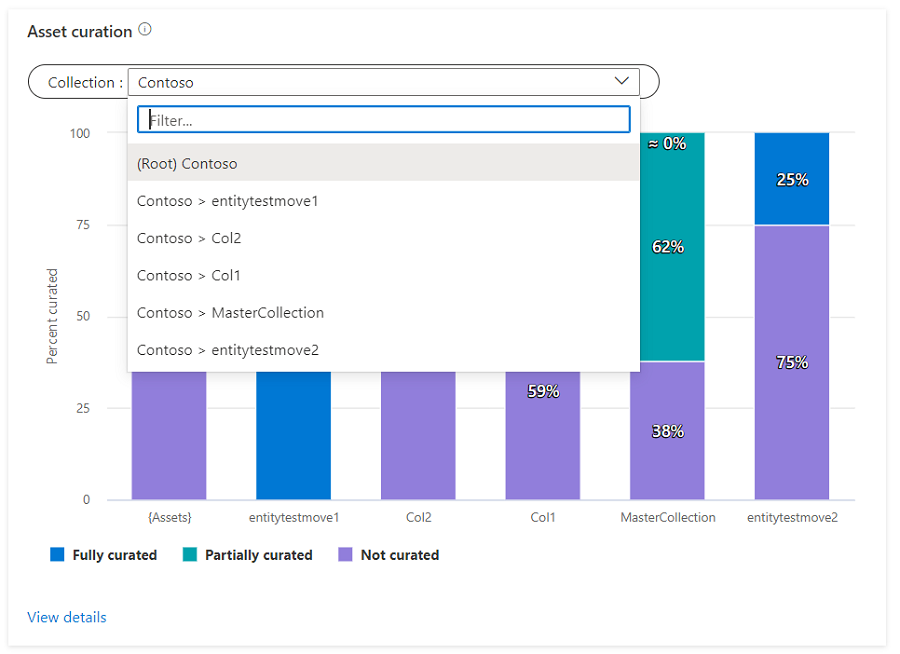 Asset curation
Collection : Contoso
Filter...
(Root) Contoso
Contoso > entitytestmove1
Contoso > Col2
Contoso > Col1
Contoso > MasterCollection
Contoso > entitytestmove2
Percent curated
100
75
50
25
0
≈ 0%
62%
38%
25%
75%
59%
{Assets} entitytestmove1 Col2 Col1 MasterCollection entitytestmove2
Fully curated Partially curated Not curated
View details